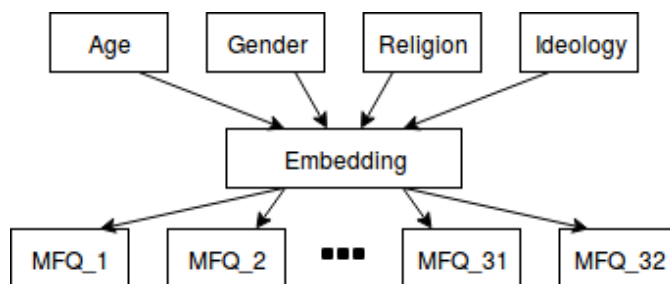 Age
Gender
Religion
Ideology
Embedding
MFQ_1
MFQ_2
MFQ_31
MFQ_32